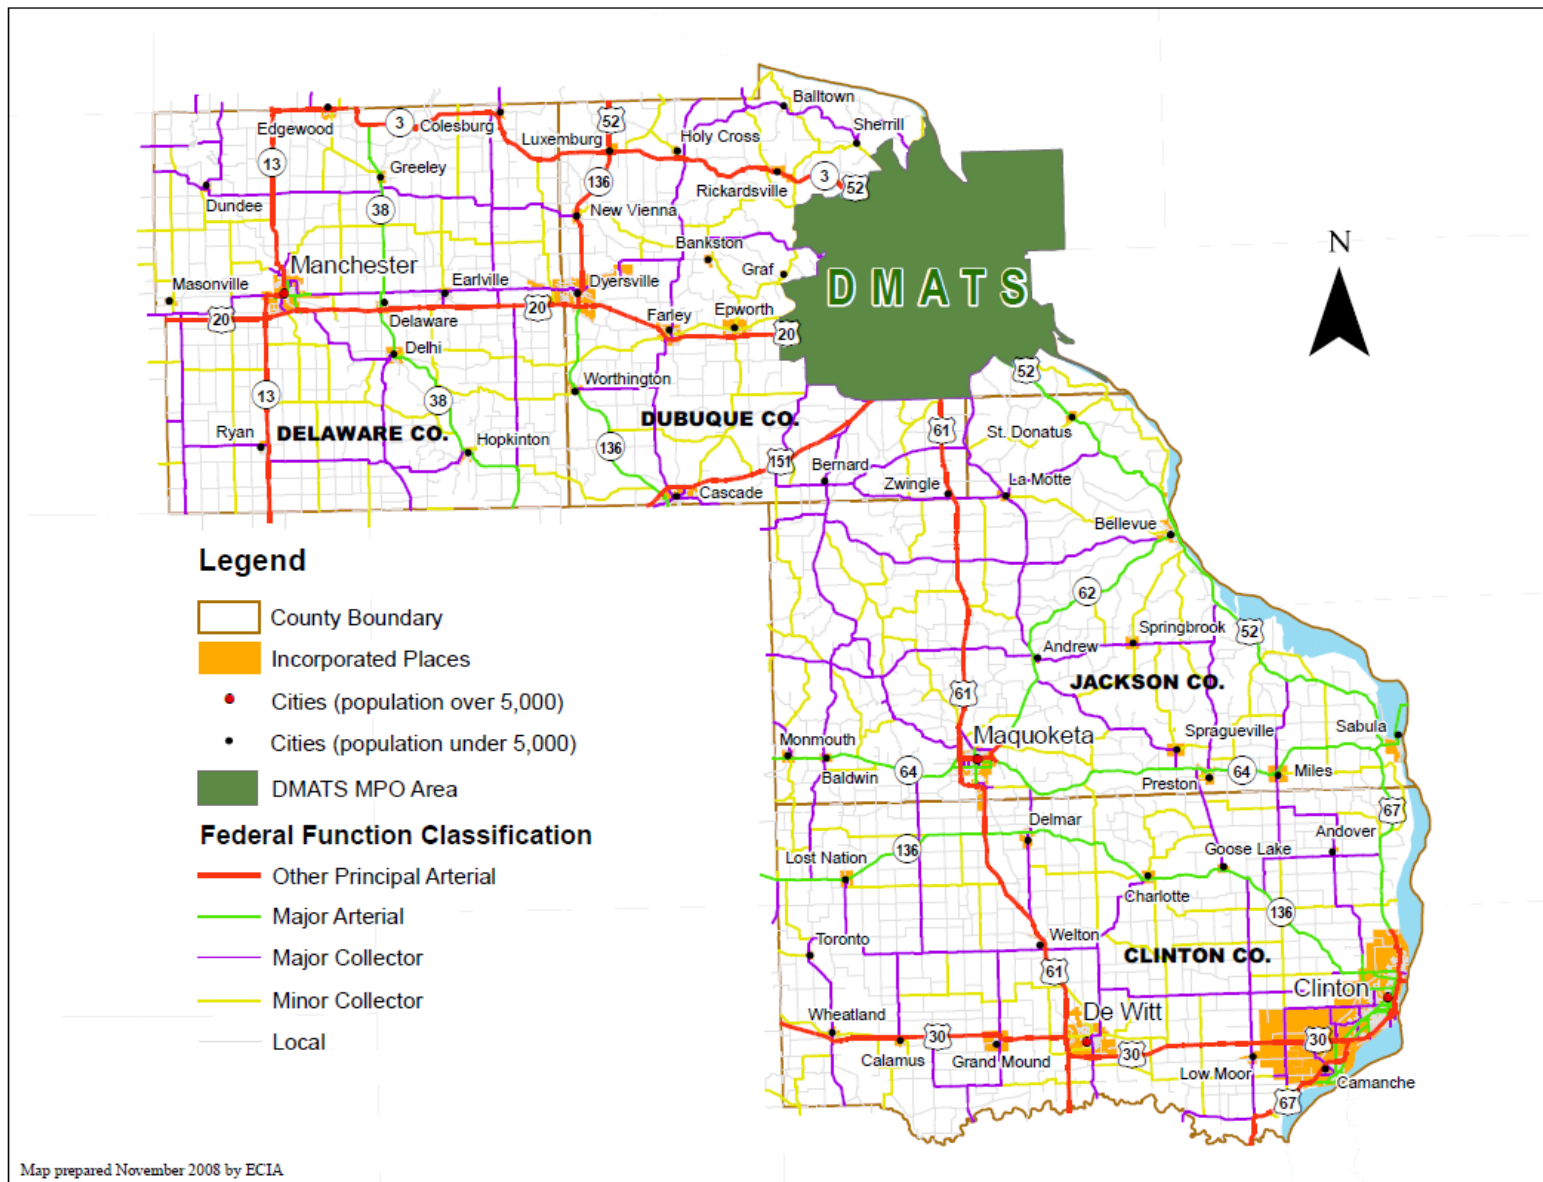 Balltown
Sherrill
52
Edgewood
3
Colesburg
Luxemburg
Holy Cross
13
Greeley
136
Rickardsville
3
52
Dundee
38
New Vienna
Bankston
Graf
Manchester
Masonville
Earlville
Dyersville
DMATS
N
20
20
Delaware
Farley
Epworth
20
Delhi
52
Worthington
13
38
DUBUQUE CO.
Ryan
DELAWARE CO.
Hopkinton
136
61
St. Donatus
151
Bernard
Zwingle
La Motte
Cascade
Bellevue
62
Springbrook
52
Andrew
JACKSON CO.
61
Monmouth
Maquoketa
Spragueville
Sabula
Baldwin
64
Preston
64
Miles
67
Delmar
Andover
Lost Nation
136
Goose Lake
Charlotte
136
Toronto
Welton
CLINTON CO.
61
Clinton
Wheatland
De Witt
30
30
30
Calamus
Grand Mound
Low Moor
Camanche
67
Legend
County Boundary
Incorporated Places
Cities (population over 5,000)
Cities (population under 5,000)
DMATS MPO Area
Federal Function Classification
Other Principal Arterial
Major Arterial
Major Collector
Minor Collector
Local
Map prepared November 2008 by ECIA